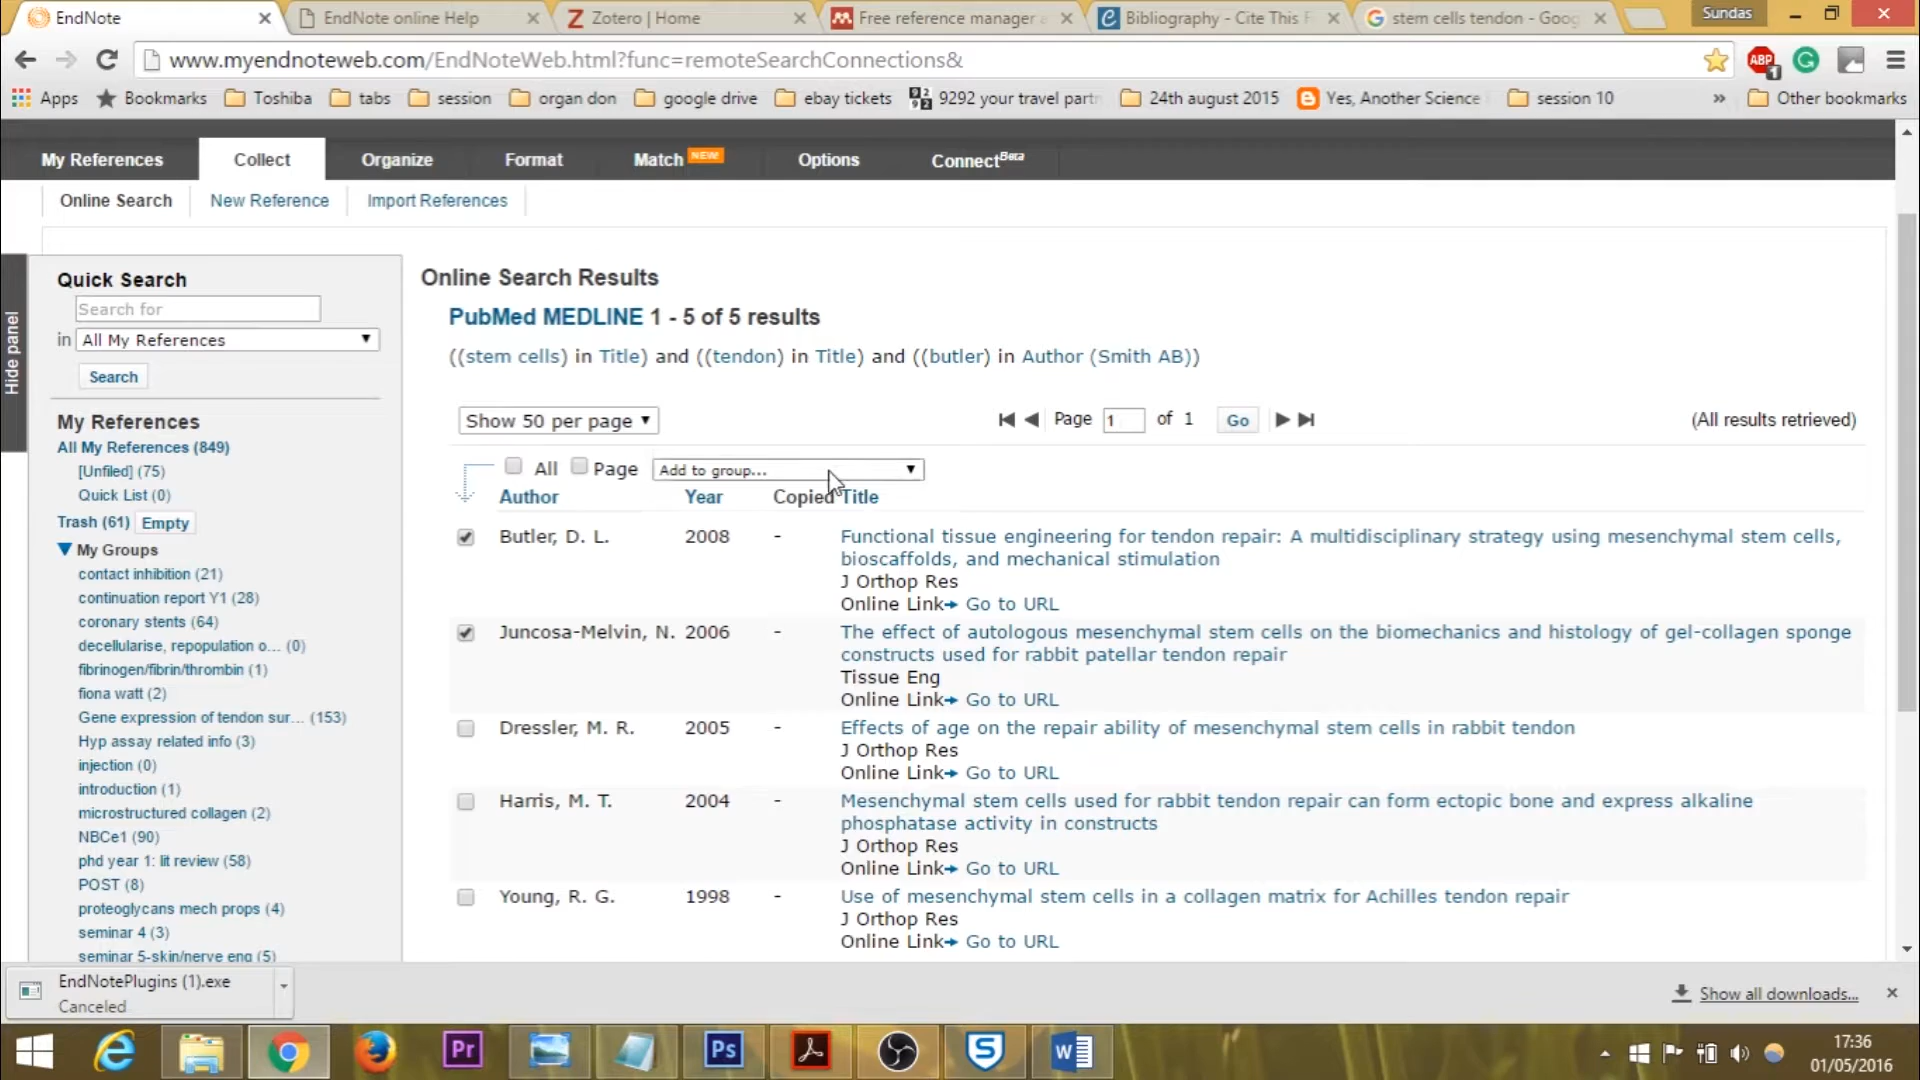 EndNote
EndNote online Help
Zotero | Home
Free reference manager a
Bibliography - Cite This F
stem cells tendon - Goog
Sundas
www.myendnoteweb.com/EndNoteWeb.html?func=remoteSearchConnections&
ABP
1
Apps
Bookmarks
Toshiba
tabs
session
organ don
google drive
ebay tickets
9292 your travel partn
24th august 2015
Yes, Another Science
session 10
»
Other bookmarks
My References
Collect
Organize
Format
Match NEW
Options
Connect Beta
Online Search
New Reference
Import References
Hide panel
Quick Search
Search for
in All My References
Search
My References
All My References (849)
[Unfiled] (75)
Quick List (0)
Trash (61) Empty
My Groups
contact inhibition (21)
continuation report Y1 (28)
coronary stents (64)
decellularise, repopulation o... (0)
fibrinogen/fibrin/thrombin (1)
fiona watt (2)
Gene expression of tendon sur... (153)
Hyp assay related info (3)
injection (0)
introduction (1)
microstructured collagen (2)
NBCe1 (90)
phd year 1: lit review (58)
POST (8)
proteoglycans mech props (4)
seminar 4 (3)
seminar 5-skin/nerve eng (5)
Online Search Results
PubMed MEDLINE 1 - 5 of 5 results
((stem cells) in Title) and ((tendon) in Title) and ((butler) in Author (Smith AB))
Show 50 per page
Page 1 of 1 Go
(All results retrieved)
All Page Add to group...
Author Year Copied Title
Butler, D. L. 2008 - Functional tissue engineering for tendon repair: A multidisciplinary strategy using mesenchymal stem cells,
bioscaffolds, and mechanical stimulation
J Orthop Res
Online Link Go to URL
Juncosa-Melvin, N. 2006 - The effect of autologous mesenchymal stem cells on the biomechanics and histology of gel-collagen sponge
constructs used for rabbit patellar tendon repair
Tissue Eng
Online Link Go to URL
Dressler, M. R. 2005 - Effects of age on the repair ability of mesenchymal stem cells in rabbit tendon
J Orthop Res
Online Link Go to URL
Harris, M. T. 2004 - Mesenchymal stem cells used for rabbit tendon repair can form ectopic bone and express alkaline
phosphatase activity in constructs
J Orthop Res
Online Link Go to URL
Young, R. G. 1998 - Use of mesenchymal stem cells in a collagen matrix for Achilles tendon repair
J Orthop Res
Online Link Go to URL
EndNotePlugins (1).exe
Canceled
Show all downloads...
Pr
Ps
S
W
17:36
01/05/2016